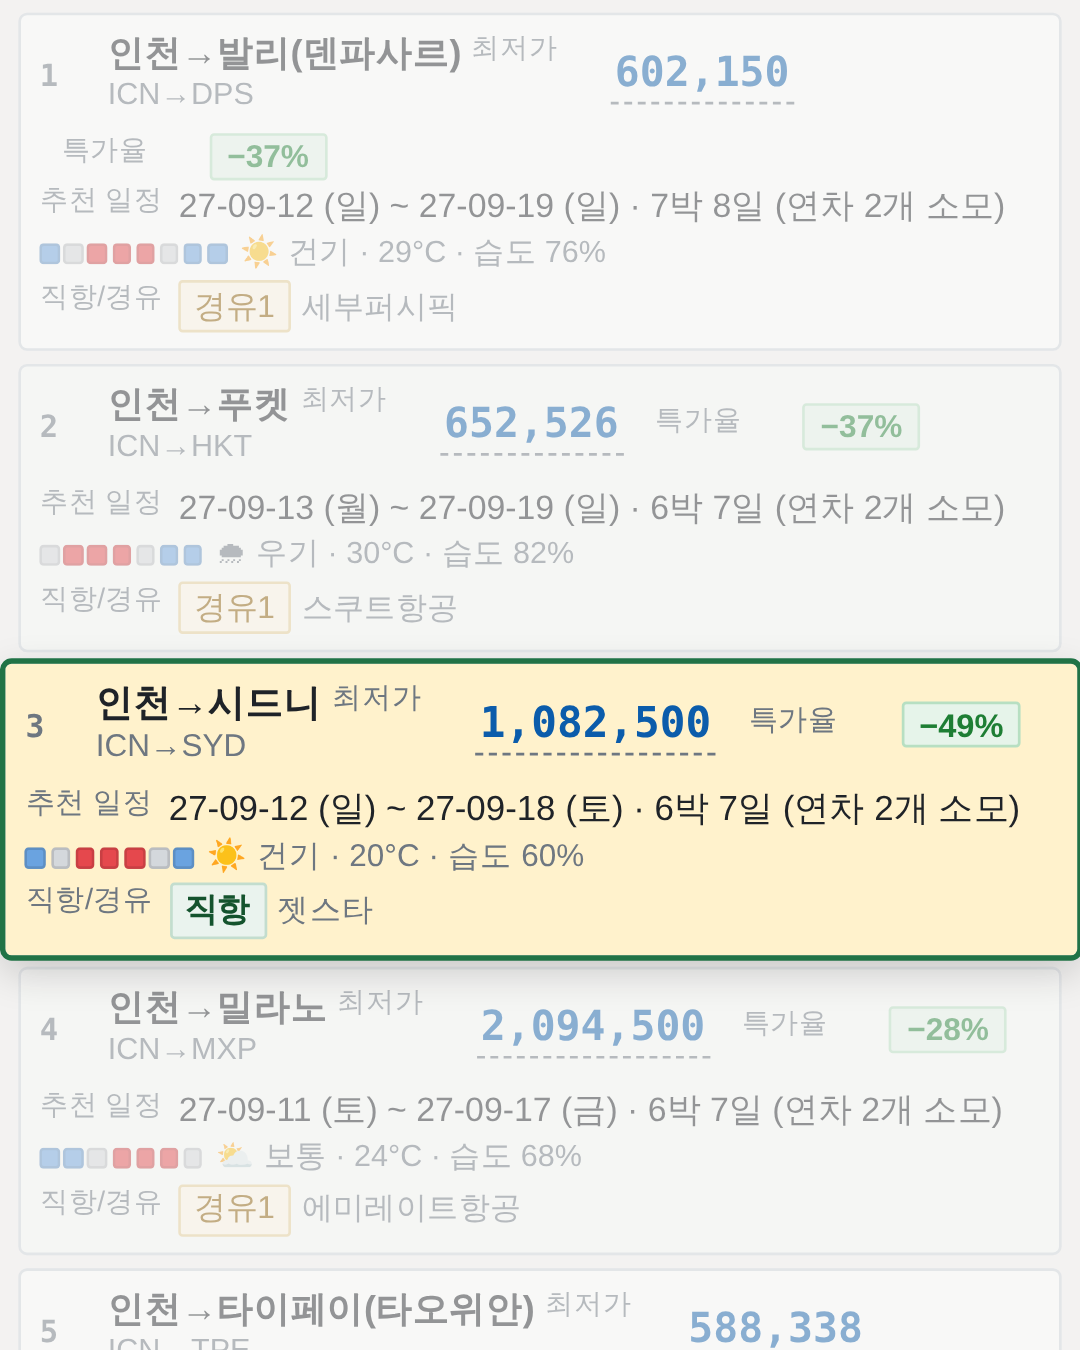 1 인천→발리(덴파사르) 최저가 602,150
ICN→DPS
특가율 −37%
추천 일정 27-09-12 (일) ~ 27-09-19 (일) · 7박 8일 (연차 2개 소모)
건기 · 29°C · 습도 76%
직항/경유 경유1 세부퍼시픽
2 인천→푸켓 최저가 652,526 특가율 −37%
ICN→HKT
추천 일정 27-09-13 (월) ~ 27-09-19 (일) · 6박 7일 (연차 2개 소모)
우기 · 30°C · 습도 82%
직항/경유 경유1 스쿠트항공
3 인천→시드니 최저가 1,082,500 특가율 −49%
ICN→SYD
추천 일정 27-09-12 (일) ~ 27-09-18 (토) · 6박 7일 (연차 2개 소모)
건기 · 20°C · 습도 60%
직항/경유 직항 젯스타
4 인천→밀라노 최저가 2,094,500 특가율 −28%
ICN→MXP
추천 일정 27-09-11 (토) ~ 27-09-17 (금) · 6박 7일 (연차 2개 소모)
보통 · 24°C · 습도 68%
직항/경유 경유1 에미레이트항공
5 인천→타이페이(타오위안) 최저가 588,338
ICN→TPE